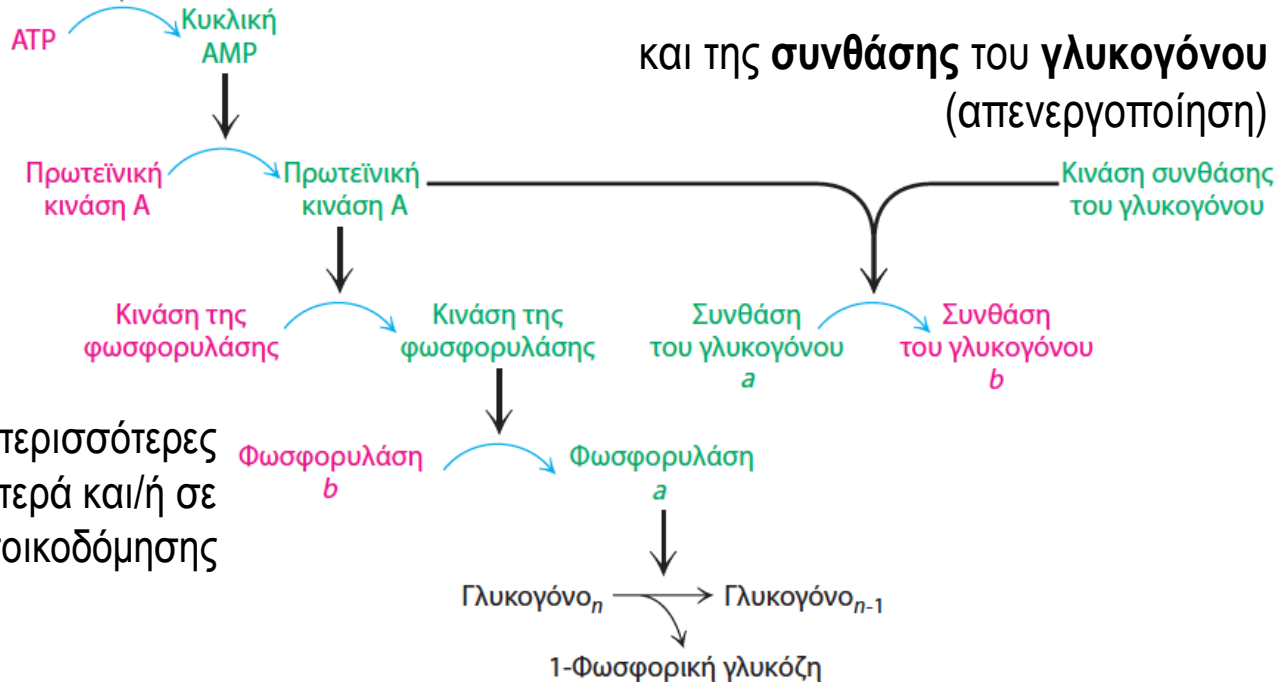 ATP
Κυκλική
AMP
και της συνθάσης του γλυκογόνου
(απενεργοποίηση)
Πρωτεϊνική
κινάση Α
Πρωτεϊνική
κινάση Α
Κινάση συνθάσης
του γλυκογόνου
Κινάση της
φωσφορυλάσης
Κινάση της
φωσφορυλάσης
Συνθάση
του γλυκογόνου
a
Συνθάση
του γλυκογόνου
b
περισσότερες
τερά και/ή σε
τοικοδόμησης
Φωσφορυλάση
b
Φωσφορυλάση
a
Γλυκογόνοn
Γλυκογόνοn-1
1-Φωσφορική γλυκόζη